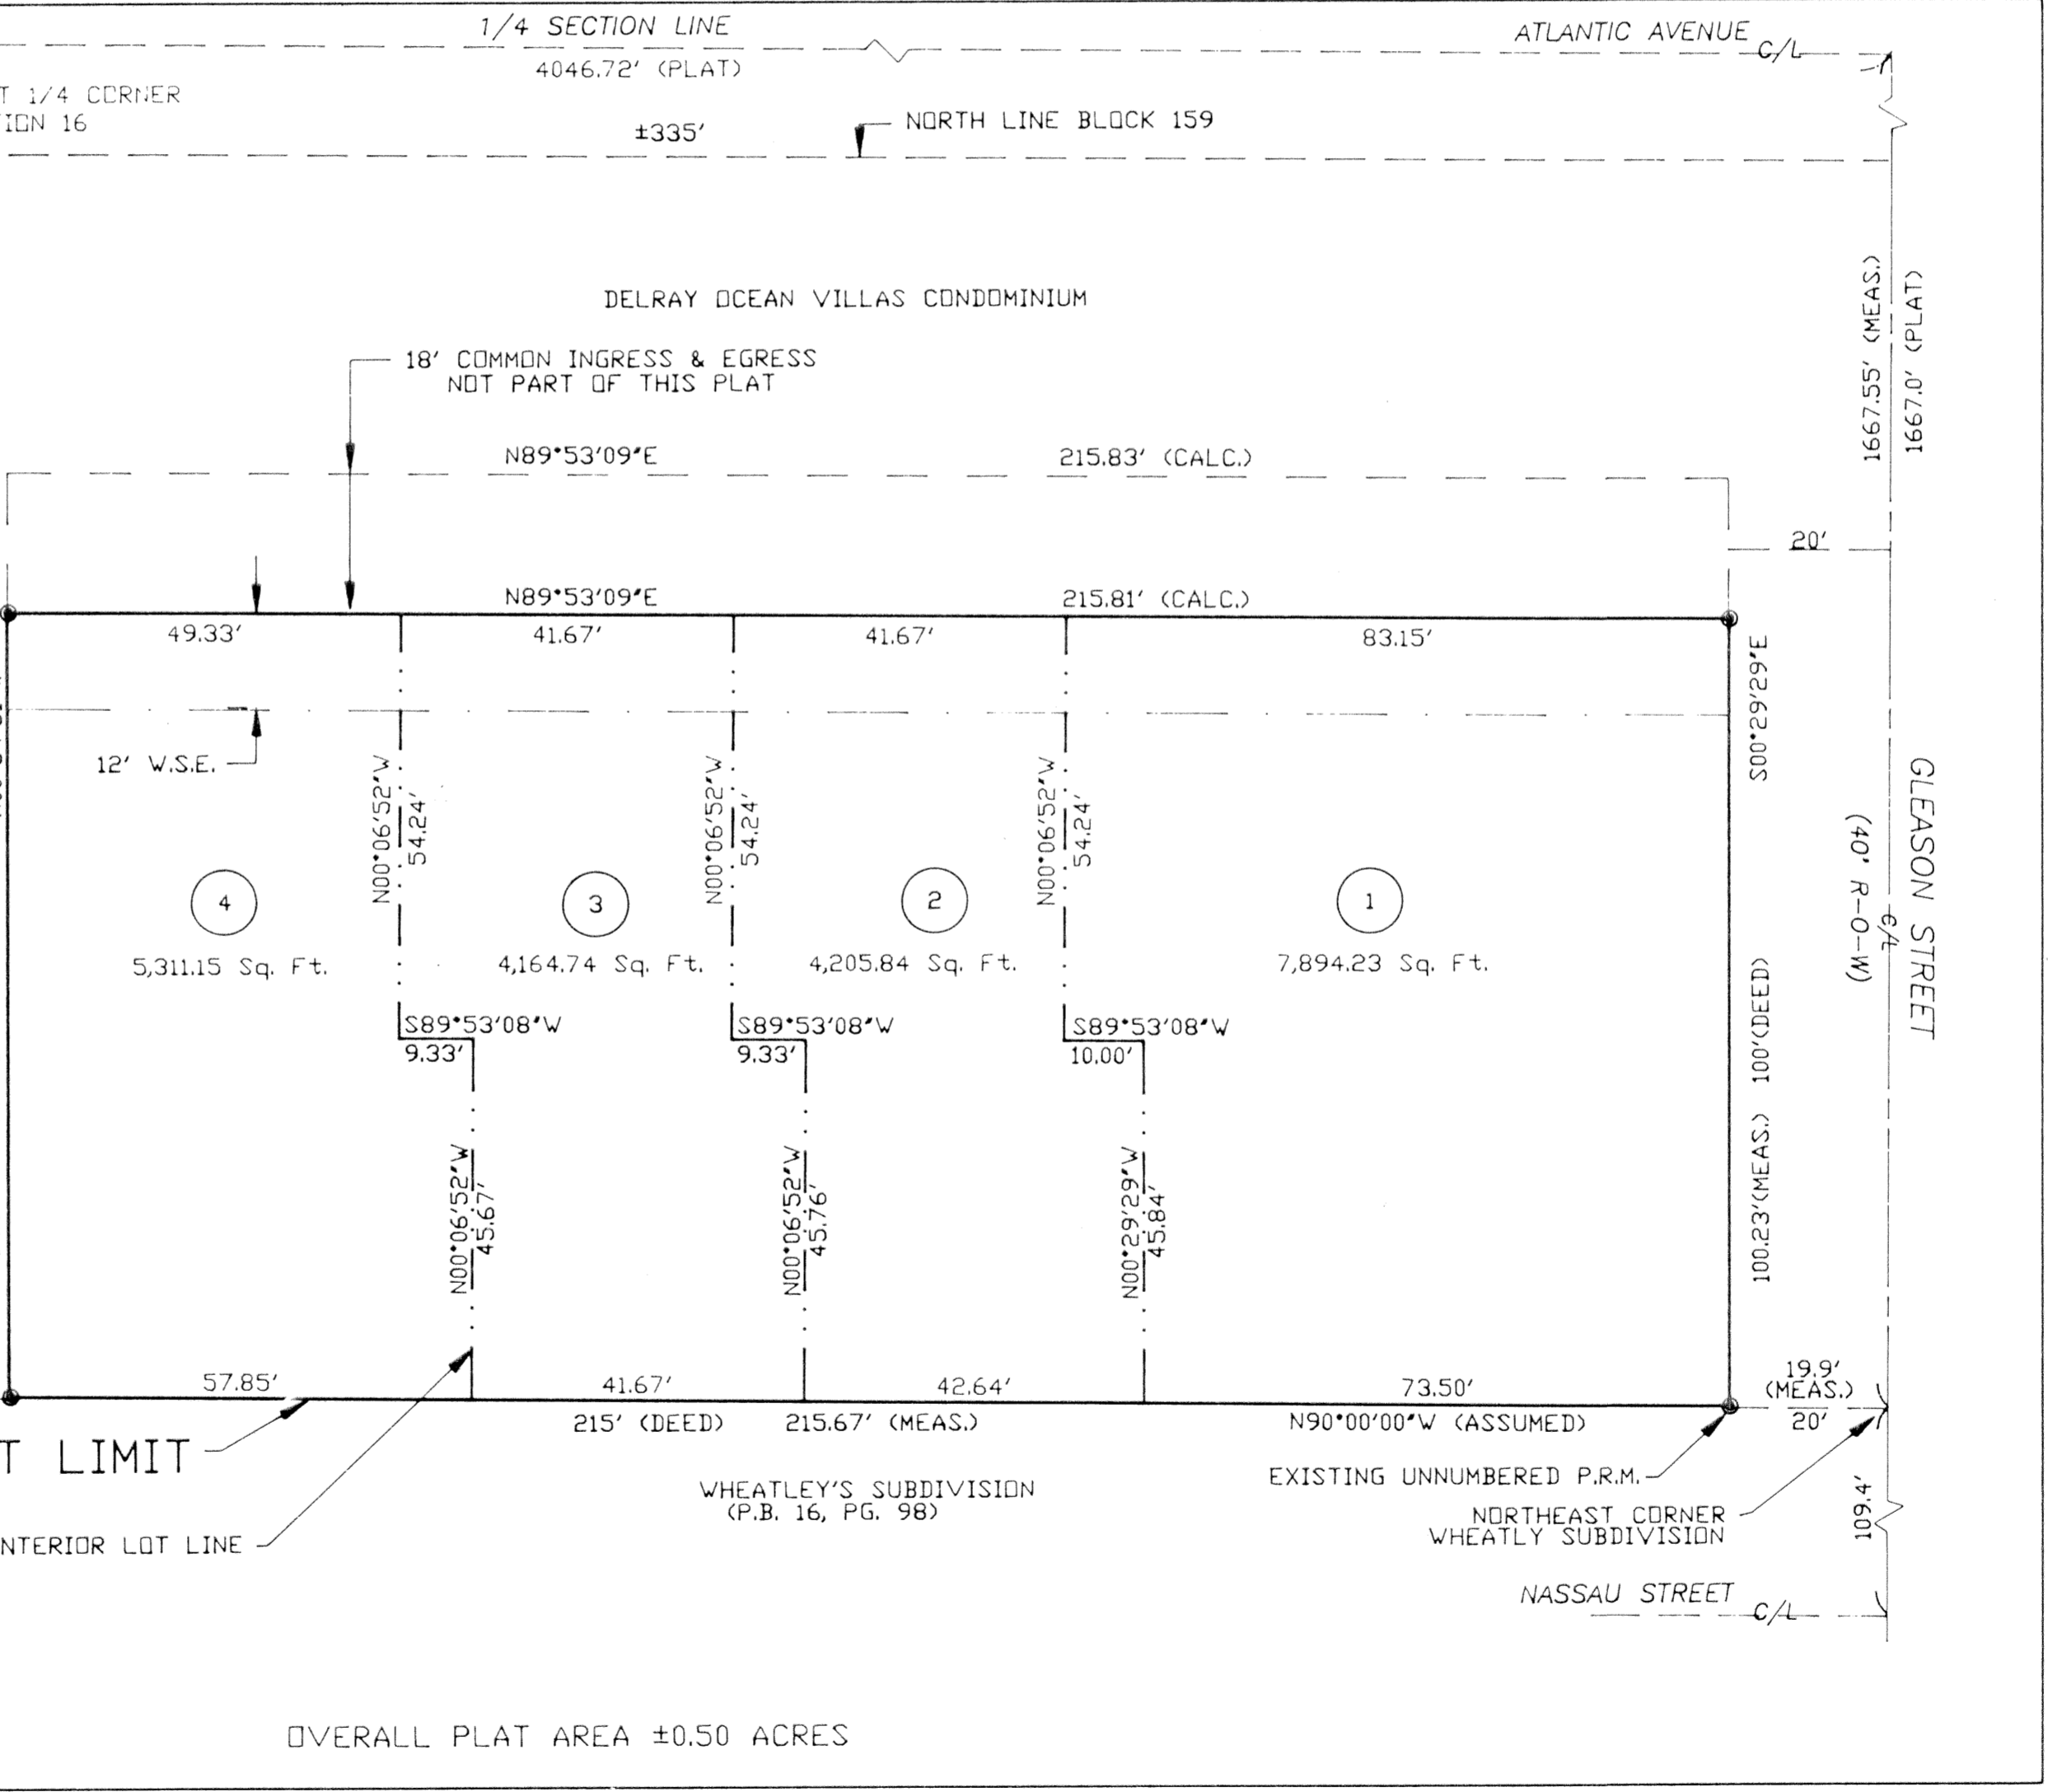 1/4 SECTION LINE
ATLANTIC AVENUE C/L
4046.72' (PLAT)
T 1/4 CORNER
TION 16
±335'
NORTH LINE BLOCK 159
1667.55' (MEAS.)
1667.0' (PLAT)
DELRAY OCEAN VILLAS CONDOMINIUM
18' COMMON INGRESS & EGRESS
NOT PART OF THIS PLAT
N89°53'09"E 215.83' (CALC.)
20'
N89°53'09"E 215.81' (CALC.)
49.33' 41.67' 41.67' 83.15'
S00°29'29"E
12' W.S.E.
N00°06'52"W
54.24'
N00°06'52"W
54.24'
N00°06'52"W
54.24'
GLEASON STREET
C/L
(40' R-O-W)
4 3 2 1
5,311.15 Sq. Ft. 4,164.74 Sq. Ft. 4,205.84 Sq. Ft. 7,894.23 Sq. Ft.
S89°53'08"W S89°53'08"W S89°53'08"W
9.33' 9.33' 10.00'
100.23'(MEAS.) 100'(DEED)
N00°06'52"W
45.67'
N00°06'52"W
45.76'
N00°29'29"W
45.84'
57.85' 41.67' 42.64' 73.50'
19.9'
(MEAS.)
20'
215' (DEED) 215.67' (MEAS.) N90°00'00"W (ASSUMED)
T LIMIT
WHEATLEY'S SUBDIVISION
(P.B. 16, PG. 98)
EXISTING UNNUMBERED P.R.M.
NORTHEAST CORNER
WHEATLY SUBDIVISION
109.4'
NTERIOR LOT LINE
NASSAU STREET C/L
OVERALL PLAT AREA ±0.50 ACRES